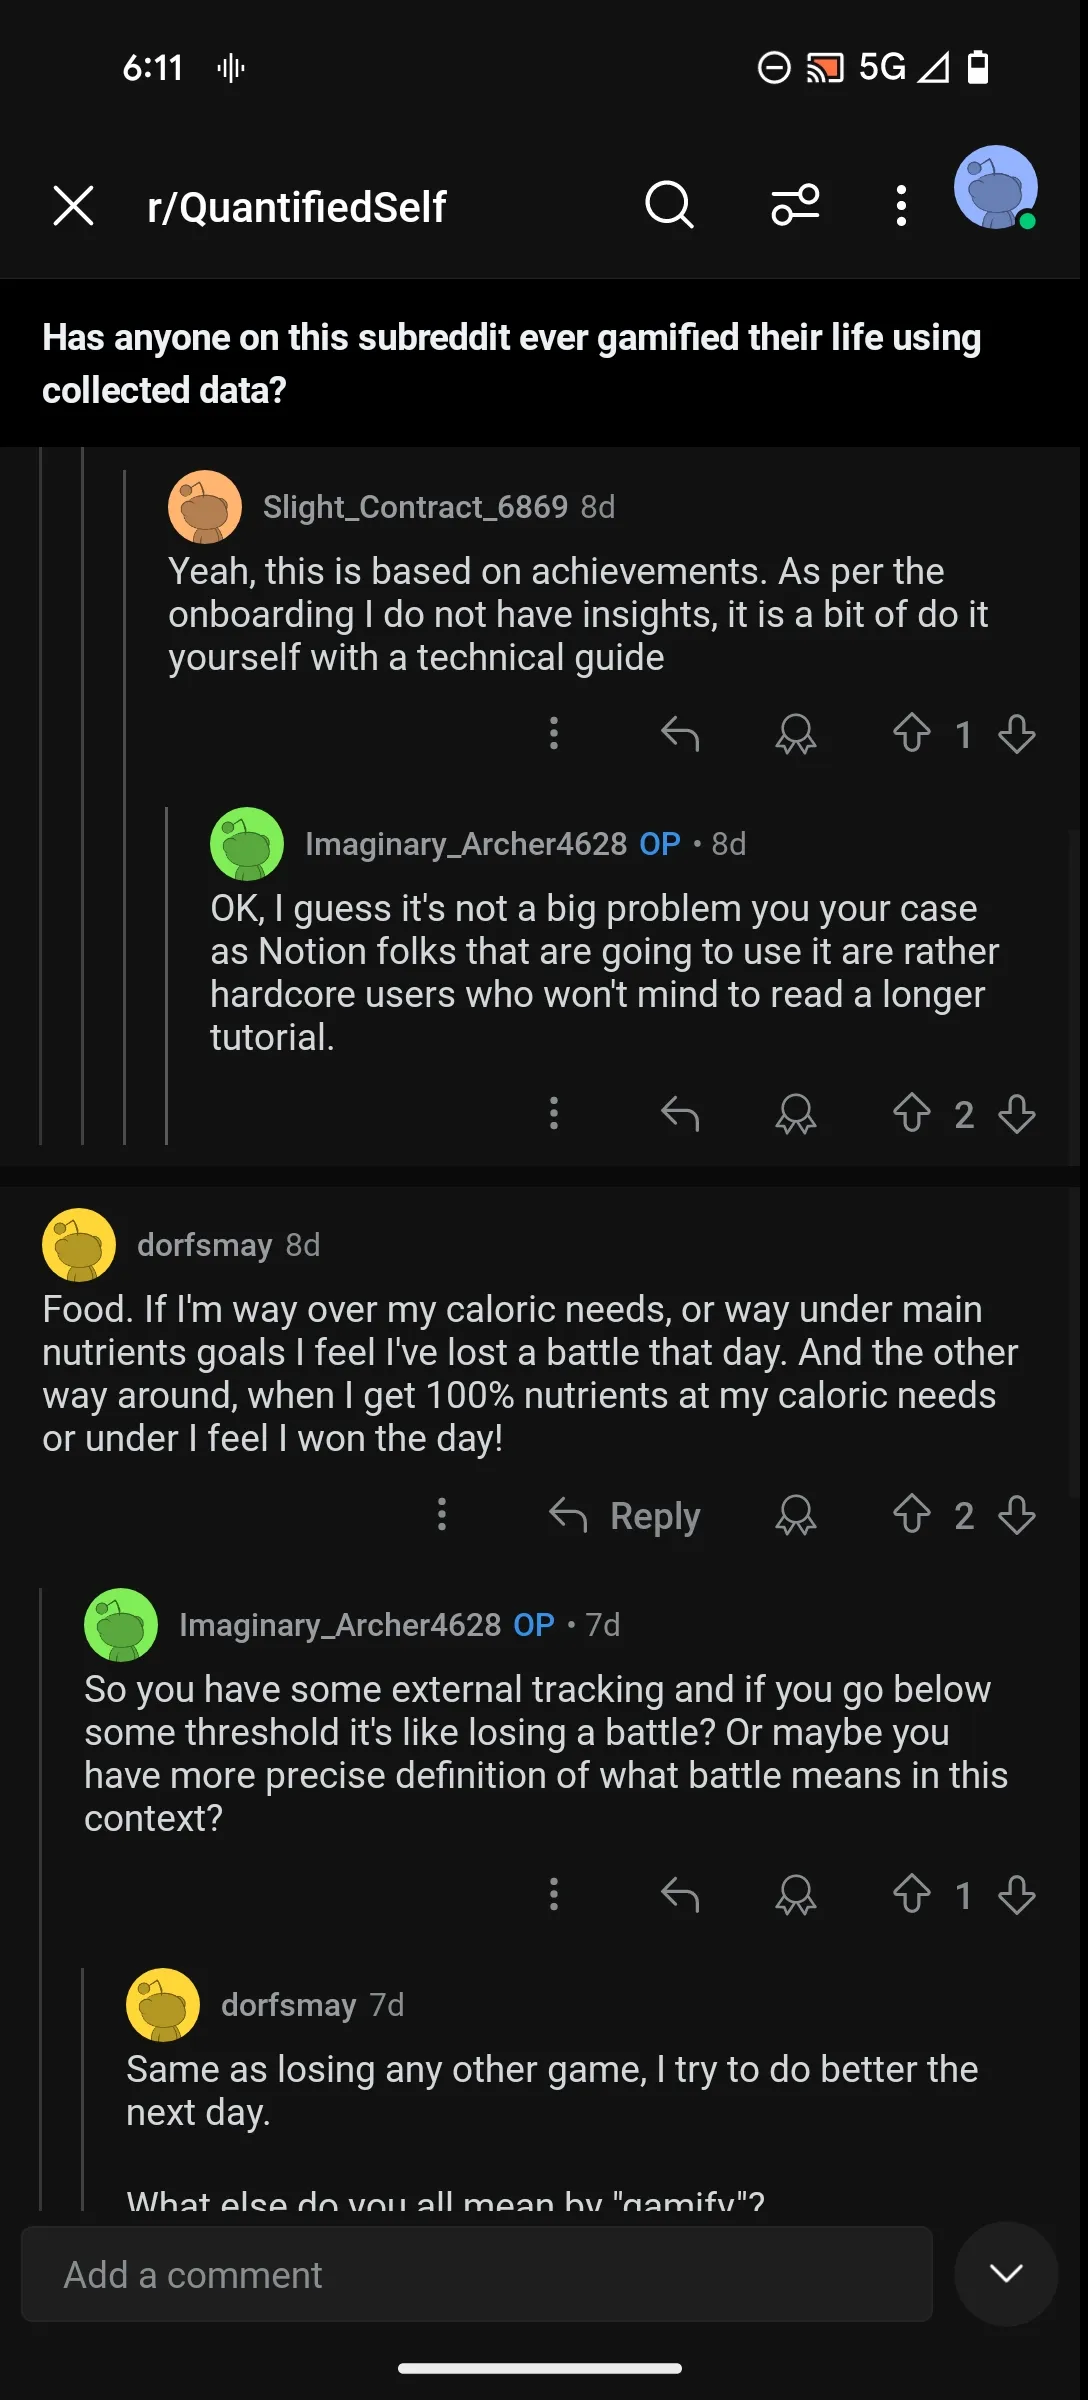 6:11
5G
r/QuantifiedSelf
Has anyone on this subreddit ever gamified their life using
collected data?
Slight_Contract_6869 8d
Yeah, this is based on achievements. As per the
onboarding I do not have insights, it is a bit of do it
yourself with a technical guide
1
Imaginary_Archer4628 OP • 8d
OK, I guess it's not a big problem you your case
as Notion folks that are going to use it are rather
hardcore users who won't mind to read a longer
tutorial.
2
dorfsmay 8d
Food. If I'm way over my caloric needs, or way under main
nutrients goals I feel I've lost a battle that day. And the other
way around, when I get 100% nutrients at my caloric needs
or under I feel I won the day!
Reply 2
Imaginary_Archer4628 OP • 7d
So you have some external tracking and if you go below
some threshold it's like losing a battle? Or maybe you
have more precise definition of what battle means in this
context?
1
dorfsmay 7d
Same as losing any other game, I try to do better the
next day.
What else do you all mean by "gamify"?
Add a comment